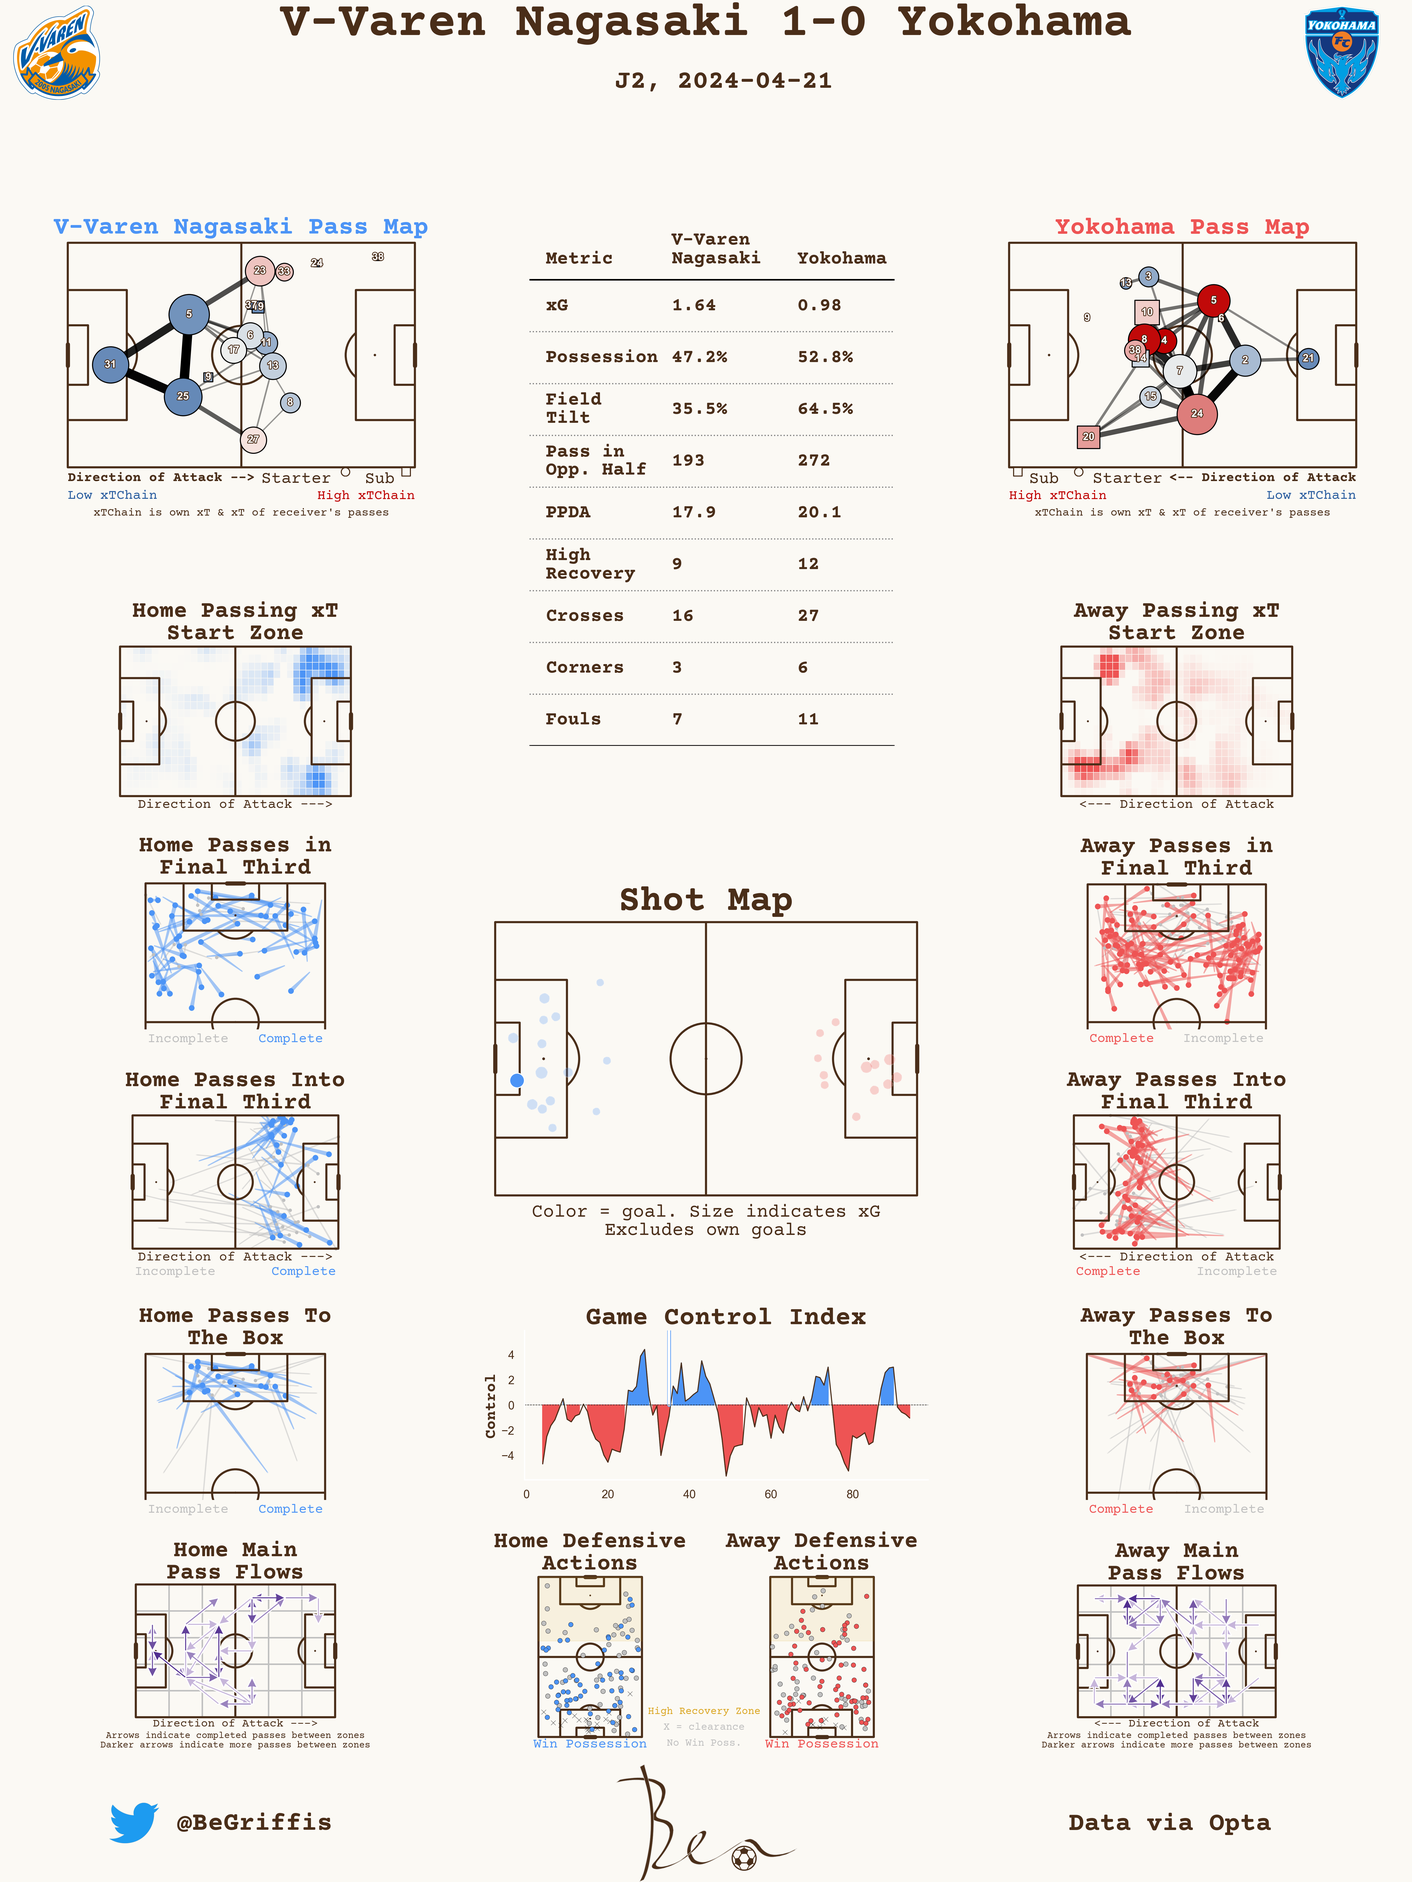 V-Varen Nagasaki 1-0 Yokohama
J2, 2024-04-21
V-VAREN
2005 NAGASAKI
YOKOHAMA
FC
V-Varen Nagasaki Pass Map
38
24
23
33
37
79
5
6
11
17
31
13
9
25
8
27
Direction of Attack -->
Starter
Sub
Low xTChain
High xTChain
xTChain is own xT & xT of receiver's passes
Metric
V-Varen
Nagasaki
Yokohama
xG 1.64 0.98
Possession 47.2% 52.8%
Field
Tilt
35.5% 64.5%
Pass in
Opp. Half
193 272
PPDA 17.9 20.1
High
Recovery
9 12
Crosses 16 27
Corners 3 6
Fouls 7 11
Yokohama Pass Map
3
13
5
10
9
6
8
4
38
14
2
21
7
15
24
20
Sub
Starter
<-- Direction of Attack
High xTChain
Low xTChain
xTChain is own xT & xT of receiver's passes
Home Passing xT
Start Zone
Direction of Attack --->
Away Passing xT
Start Zone
<--- Direction of Attack
Home Passes in
Final Third
Incomplete
Complete
Shot Map
Color = goal. Size indicates xG
Excludes own goals
Away Passes in
Final Third
Complete
Incomplete
Home Passes Into
Final Third
Direction of Attack --->
Incomplete
Complete
Away Passes Into
Final Third
<--- Direction of Attack
Complete
Incomplete
Home Passes To
The Box
Incomplete
Complete
Game Control Index
Control
4
2
0
−2
−4
0 20 40 60 80
Away Passes To
The Box
Complete
Incomplete
Home Main
Pass Flows
Direction of Attack --->
Arrows indicate completed passes between zones
Darker arrows indicate more passes between zones
Home Defensive
Actions
Win Possession
Away Defensive
Actions
Win Possession
High Recovery Zone
X = clearance
No Win Poss.
Away Main
Pass Flows
<--- Direction of Attack
Arrows indicate completed passes between zones
Darker arrows indicate more passes between zones
@BeGriffis
Ben
Data via Opta